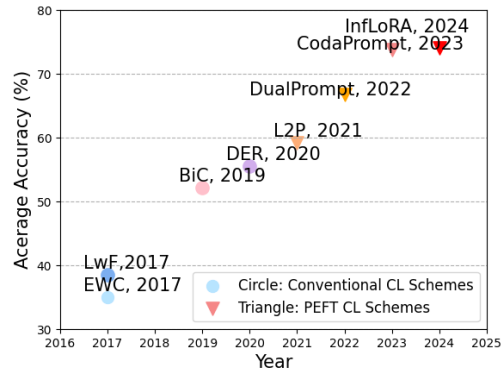 InfLoRA, 2024
CodaPrompt, 2023
DualPrompt, 2022
L2P, 2021
DER, 2020
BiC, 2019
LwF,2017
EWC, 2017
Circle: Conventional CL Schemes
Triangle: PEFT CL Schemes
Acerage Accuracy (%)
80
70
60
50
40
30
2016 2017 2018 2019 2020 2021 2022 2023 2024 2025
Year